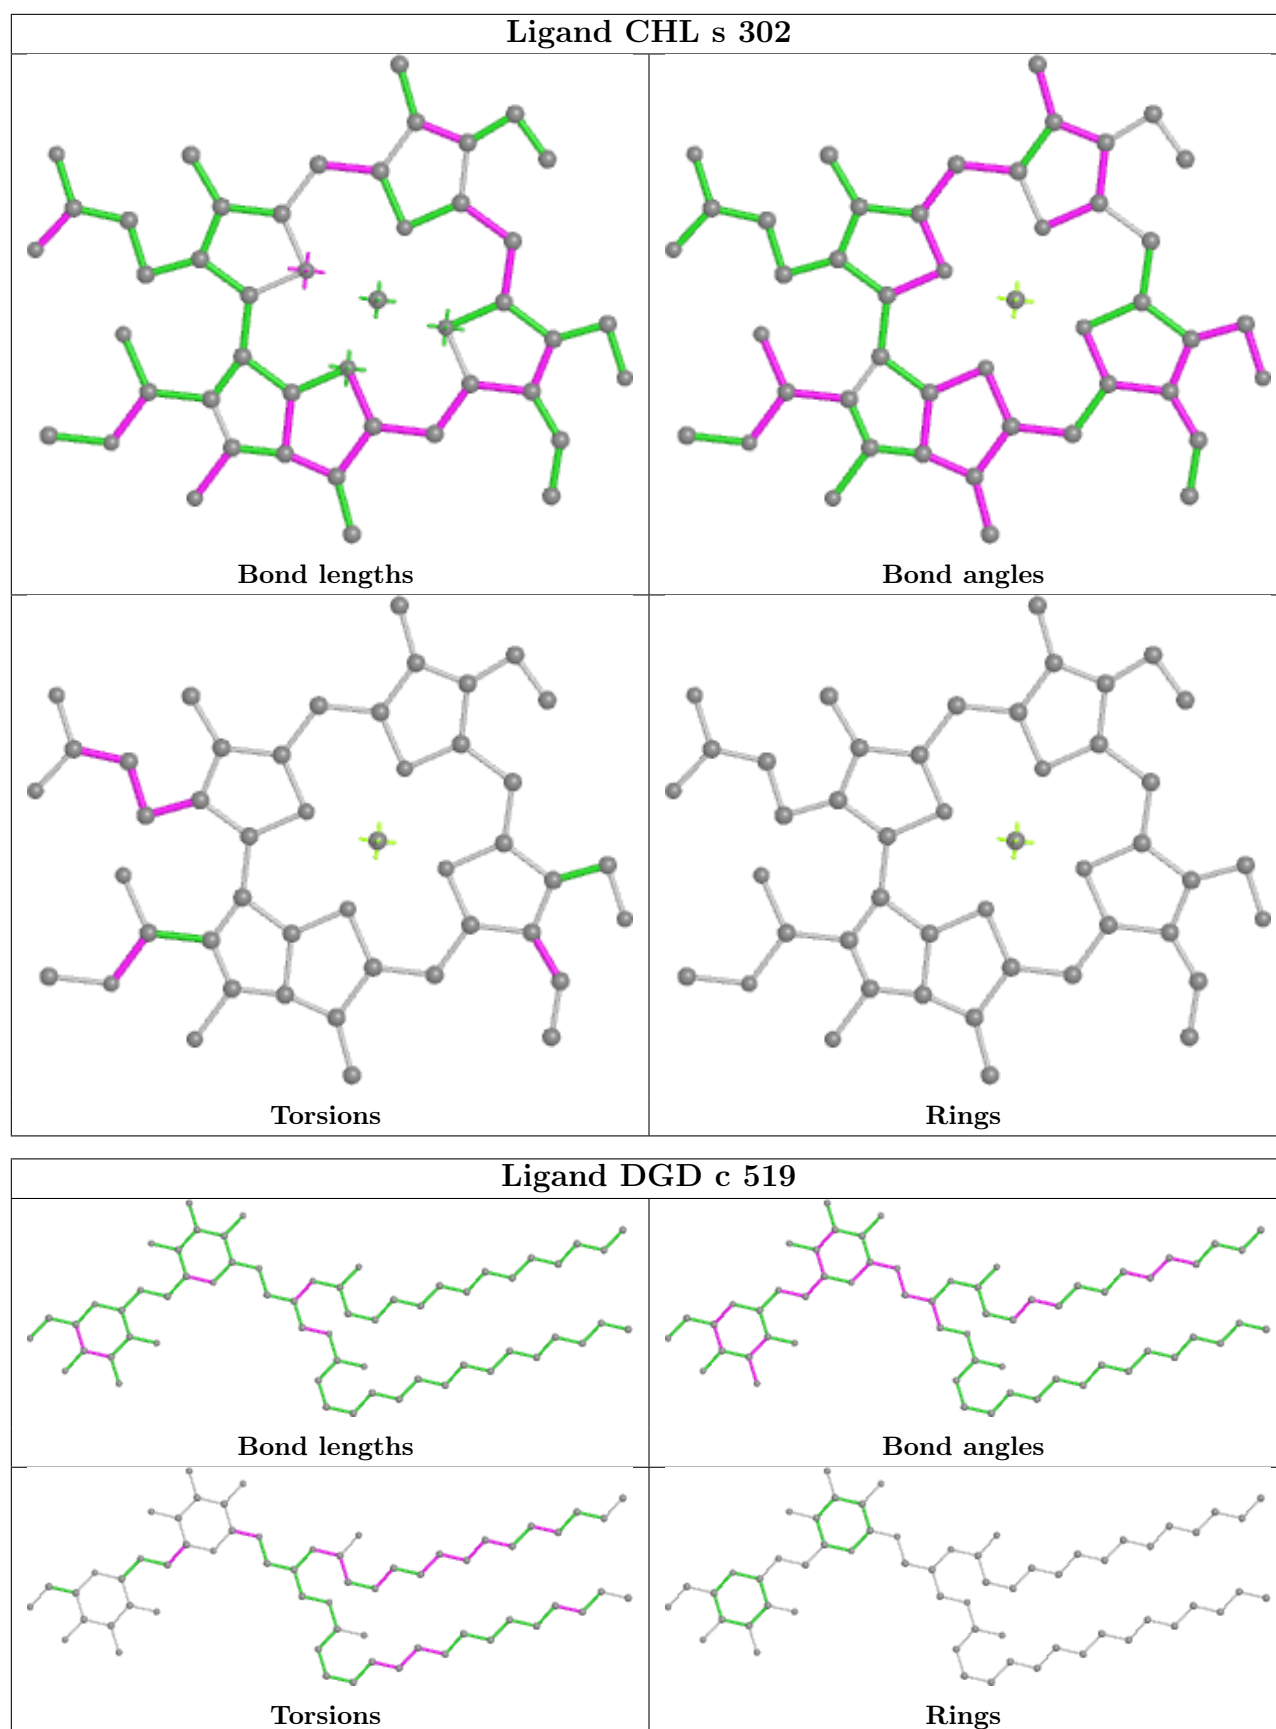 Ligand CHL s 302
Bond lengths
Bond angles
Torsions
Rings
Ligand DGD c 519
Bond lengths
Bond angles
Torsions
Rings